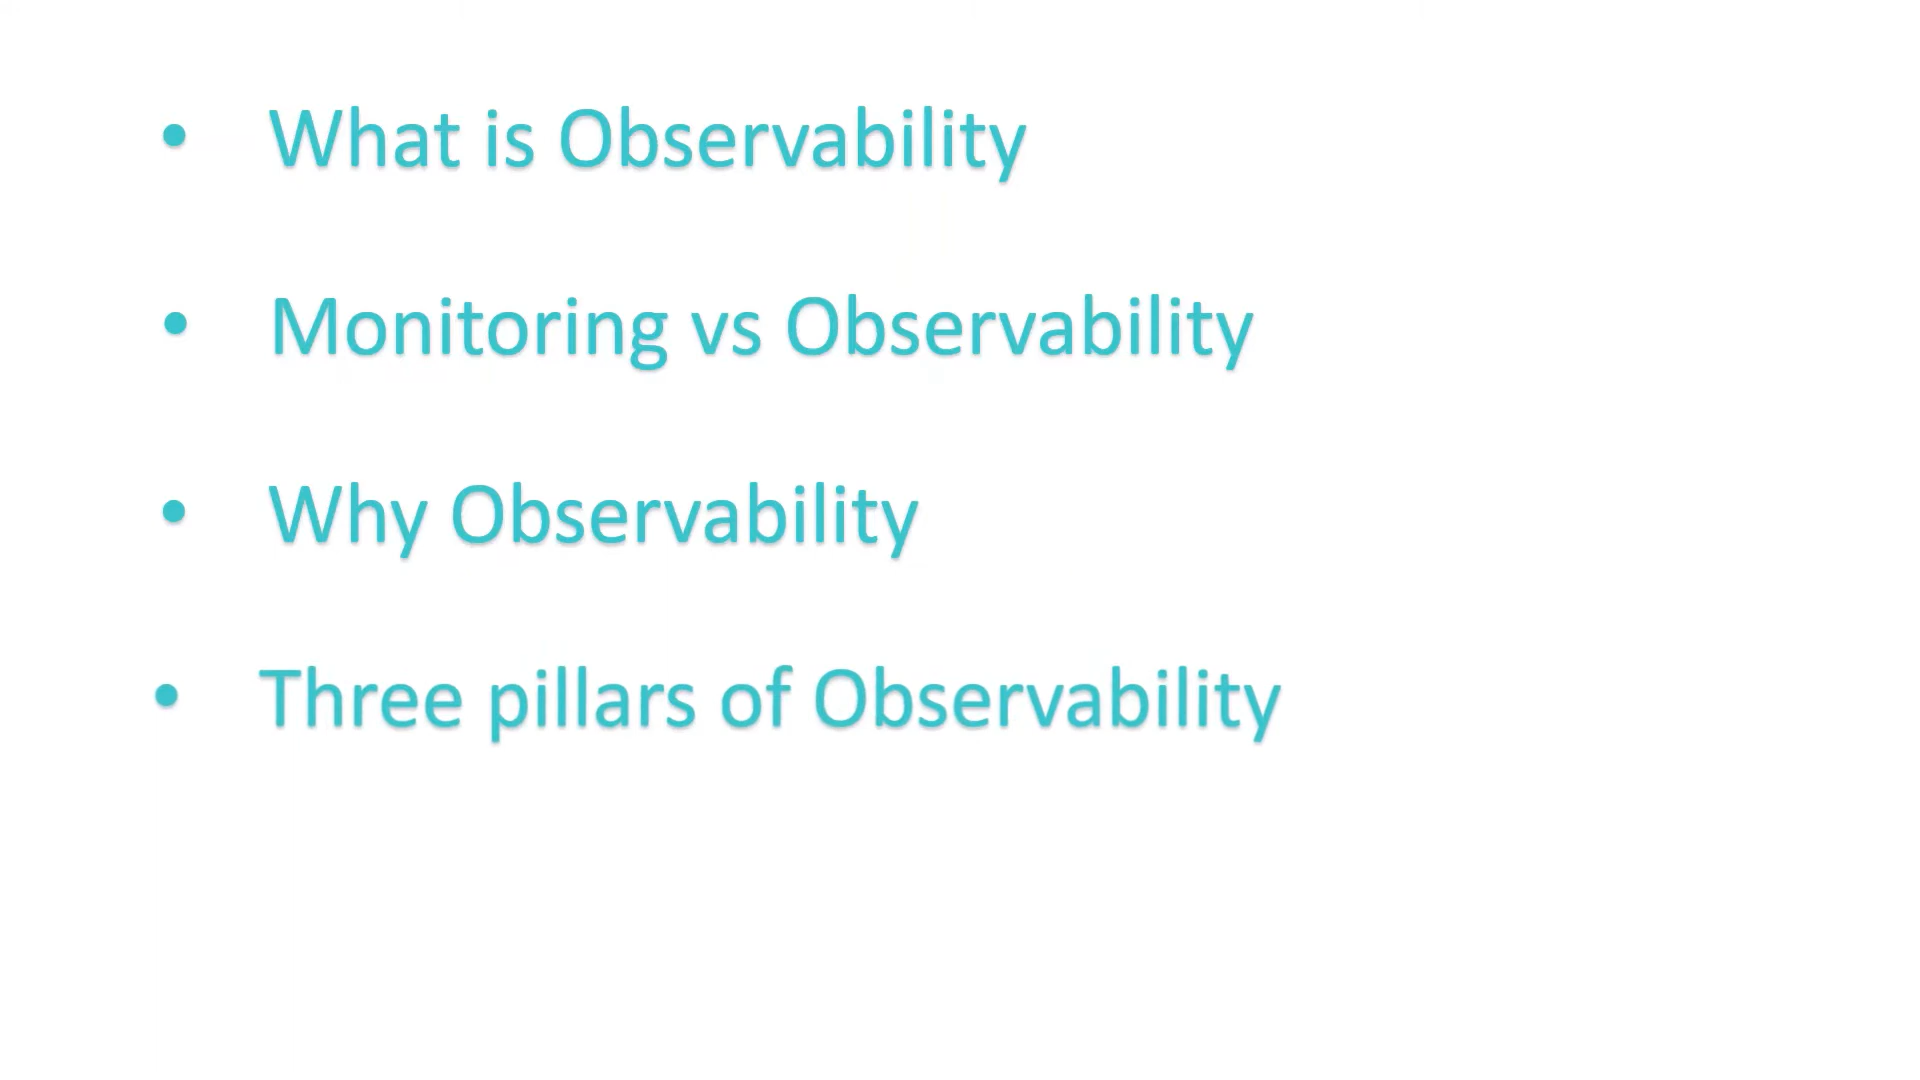 • What is Observability
• Monitoring vs Observability
• Why Observability
• Three pillars of Observability